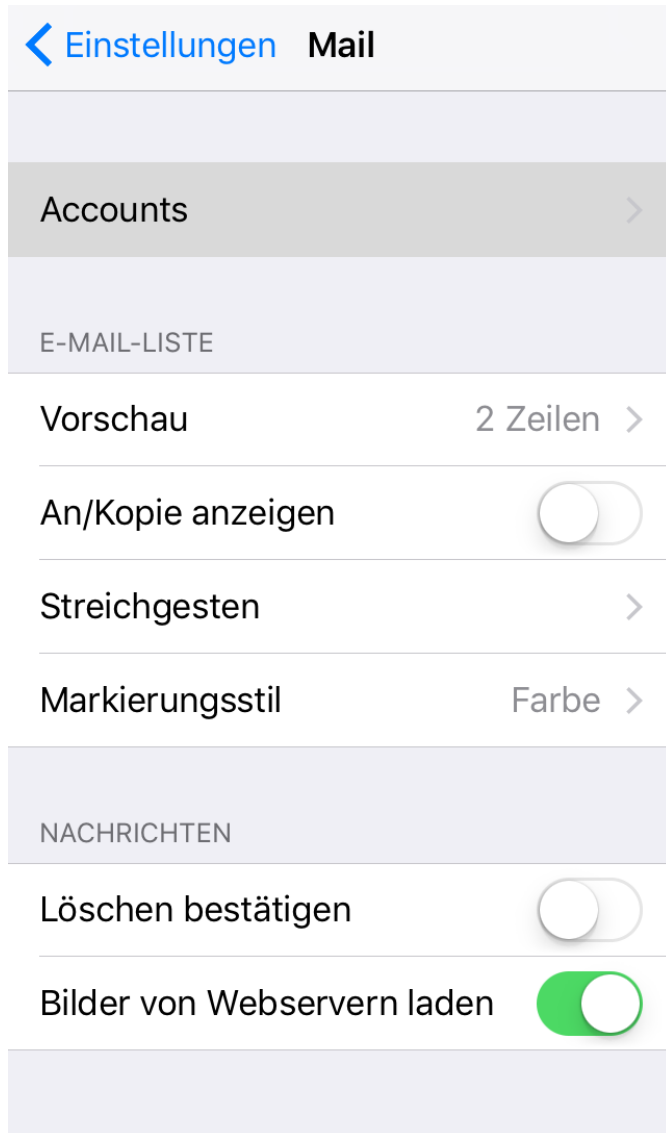 Einstellungen Mail
Accounts
E-MAIL-LISTE
Vorschau 2 Zeilen
An/Kopie anzeigen
Streichgesten
Markierungsstil Farbe
NACHRICHTEN
Löschen bestätigen
Bilder von Webservern laden